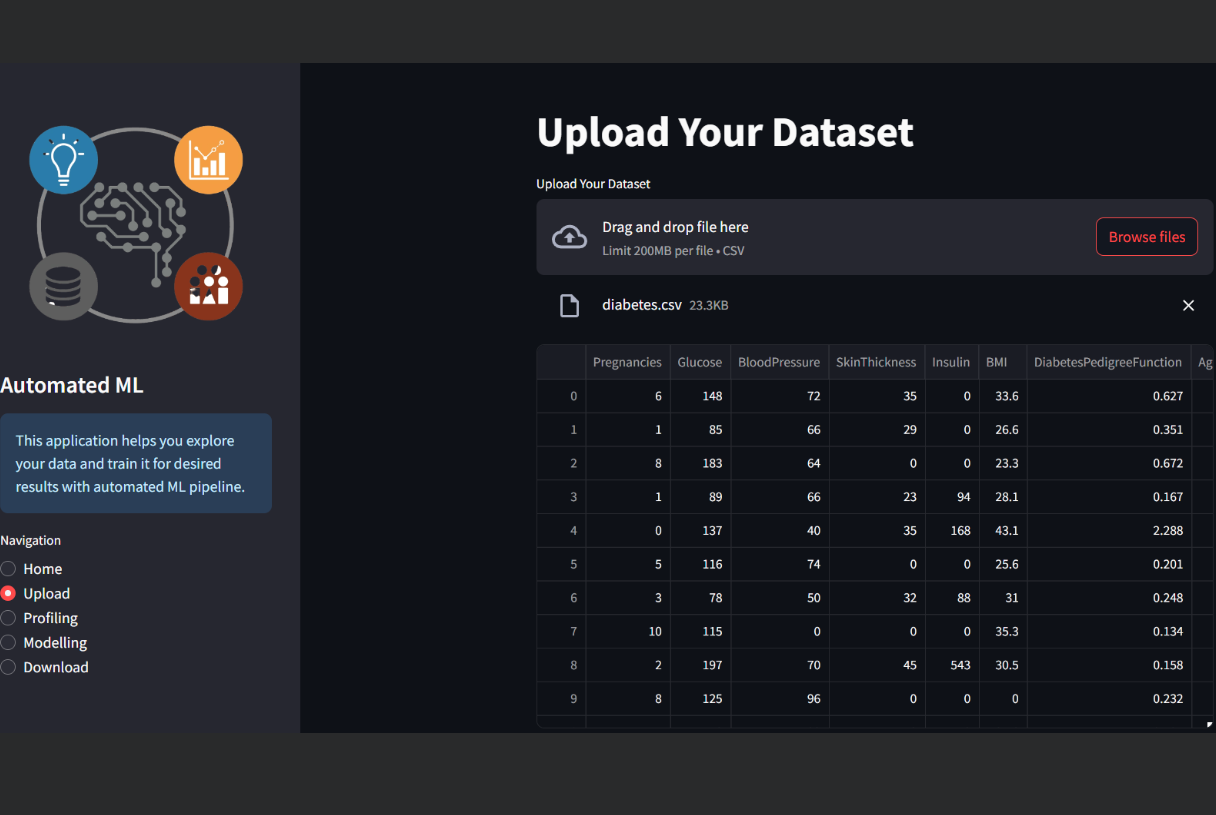 Automated ML
This application helps you explore
your data and train it for desired
results with automated ML pipeline.
Navigation
Home
Upload
Profiling
Modelling
Download
Upload Your Dataset
Upload Your Dataset
Drag and drop file here
Limit 200MB per file • CSV
Browse files
diabetes.csv 23.3KB
Pregnancies Glucose BloodPressure SkinThickness Insulin BMI DiabetesPedigreeFunction Ag
0 6 148 72 35 0 33.6 0.627
1 1 85 66 29 0 26.6 0.351
2 8 183 64 0 0 23.3 0.672
3 1 89 66 23 94 28.1 0.167
4 0 137 40 35 168 43.1 2.288
5 5 116 74 0 0 25.6 0.201
6 3 78 50 32 88 31 0.248
7 10 115 0 0 0 35.3 0.134
8 2 197 70 45 543 30.5 0.158
9 8 125 96 0 0 0 0.232